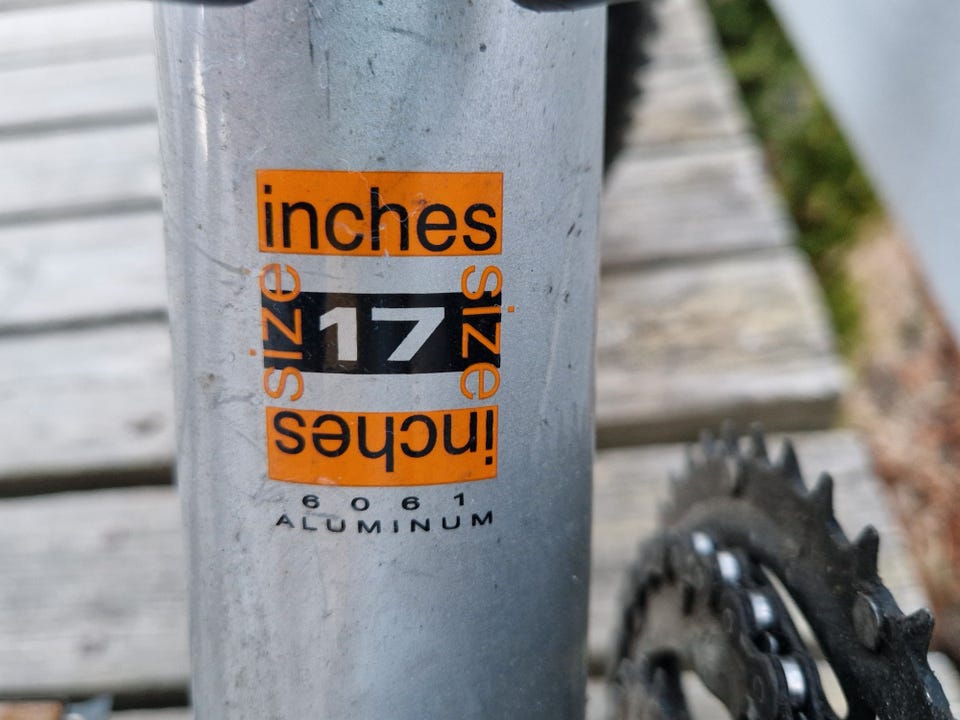 inches
size 17 size
inches
6061
ALUMINUM